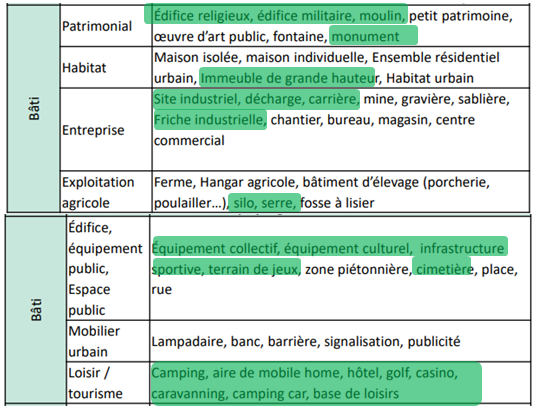 Bâti
Patrimonial
Édifice religieux, édifice militaire, moulin, petit patrimoine,
œuvre d'art public, fontaine, monument
Habitat
Maison isolée, maison individuelle, Ensemble résidentiel
urbain, Immeuble de grande hauteur, Habitat urbain
Entreprise
Site industriel, décharge, carrière, mine, gravière, sablière,
Friche industrielle, chantier, bureau, magasin, centre
commercial
Exploitation
agricole
Ferme, Hangar agricole, bâtiment d'élevage (porcherie,
poulailler...), silo, serre, fosse à lisier
Bâti
Édifice,
équipement
public,
Espace
public
Équipement collectif, équipement culturel, infrastructure
sportive, terrain de jeux, zone piétonnière, cimetière, place,
rue
Mobilier
urbain
Lampadaire, banc, barrière, signalisation, publicité
Loisir /
tourisme
Camping, aire de mobile home, hôtel, golf, casino,
caravanning, camping car, base de loisirs